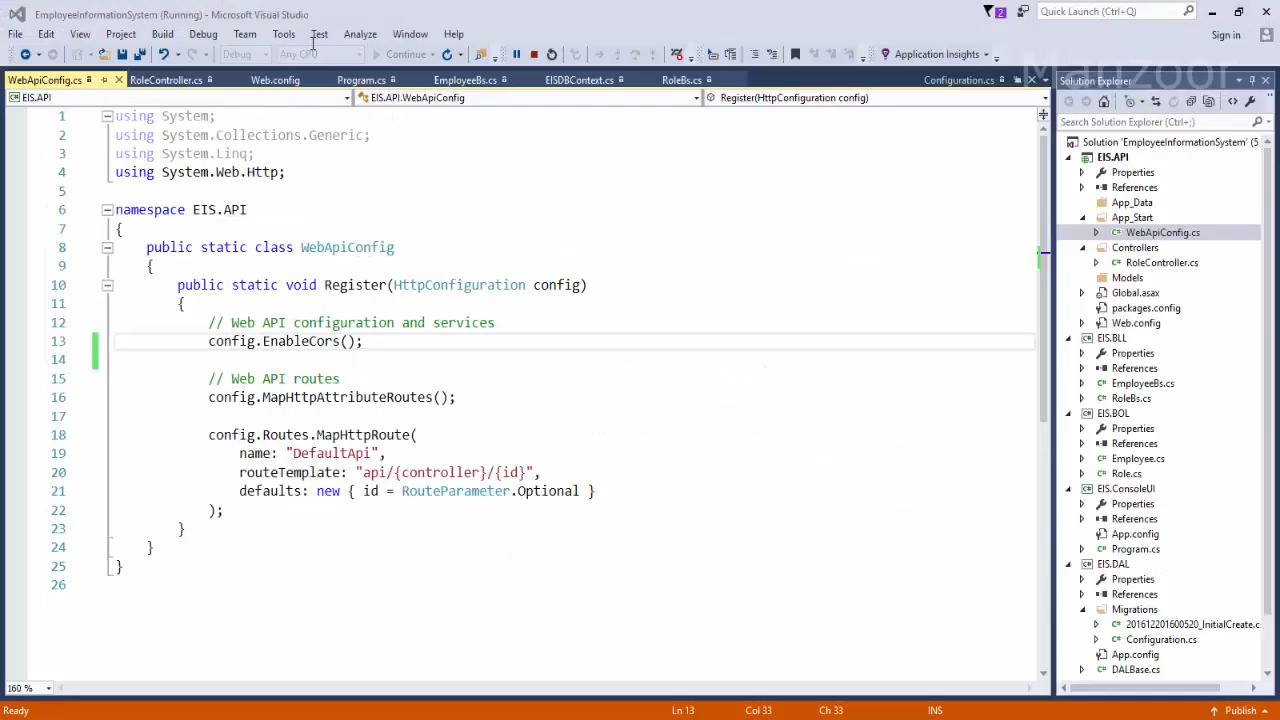 EmployeeInformationSystem (Running) - Microsoft Visual Studio
2
Quick Launch (Ctrl+Q)
File Edit View Project Build Debug Team Tools Test Analyze Window Help
Sign in
Debug Any CPU Continue Application Insights
Manzoor
WebApiConfig.cs RoleController.cs Web.config Program.cs EmployeeBs.cs EISDBContext.cs RoleBs.cs Configuration.cs
EIS.API EIS.API.WebApiConfig Register(HttpConfiguration config)
1 using System;
2 using System.Collections.Generic;
3 using System.Linq;
4 using System.Web.Http;
5
6 namespace EIS.API
7 {
8 public static class WebApiConfig
9 {
10 public static void Register(HttpConfiguration config)
11 {
12 // Web API configuration and services
13 config.EnableCors();
14
15 // Web API routes
16 config.MapHttpAttributeRoutes();
17
18 config.Routes.MapHttpRoute(
19 name: "DefaultApi",
20 routeTemplate: "api/{controller}/{id}",
21 defaults: new { id = RouteParameter.Optional }
22 );
23 }
24 }
25 }
26
160 %
Solution Explorer
Search Solution Explorer (Ctrl+;)
Solution 'EmployeeInformationSystem' (5
EIS.API
Properties
References
App_Data
App_Start
WebApiConfig.cs
Controllers
RoleController.cs
Models
Global.asax
packages.config
Web.config
EIS.BLL
Properties
References
EmployeeBs.cs
RoleBs.cs
EIS.BOL
Properties
References
Employee.cs
Role.cs
EIS.ConsoleUI
Properties
References
App.config
Program.cs
EIS.DAL
Properties
References
Migrations
201612201600520_InitialCreate.c
Configuration.cs
App.config
DALBase.cs
Ready Ln 13 Col 33 Ch 33 INS Publish